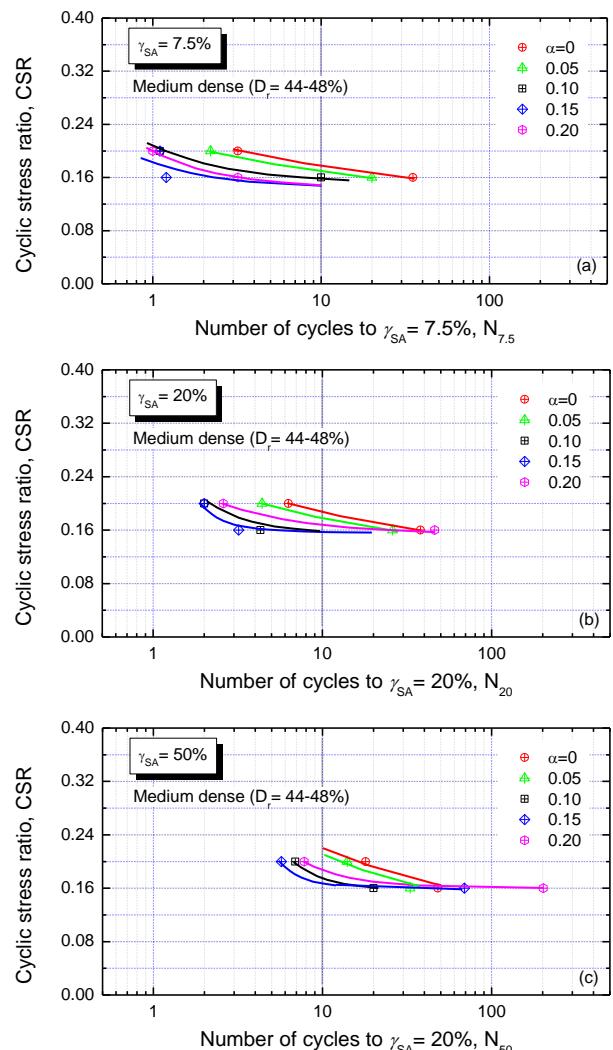 0.40
γSA= 7.5%
α=0
Medium dense (Dr= 44-48%)
0.05
0.32
0.10
0.15
0.24
0.20
0.16
0.08
(a)
0.00
1
10
100
Cyclic stress ratio, CSR
Number of cycles to γSA= 7.5%, N7.5
0.40
γSA= 20%
α=0
Medium dense (Dr= 44-48%)
0.05
0.32
0.10
0.15
0.24
0.20
0.16
0.08
(b)
0.00
1
10
100
Cyclic stress ratio, CSR
Number of cycles to γSA= 20%, N20
0.40
γSA= 50%
α=0
Medium dense (Dr= 44-48%)
0.05
0.32
0.10
0.15
0.24
0.20
0.16
0.08
(c)
0.00
1
10
100
Cyclic stress ratio, CSR
Number of cycles to γSA= 20%, N50